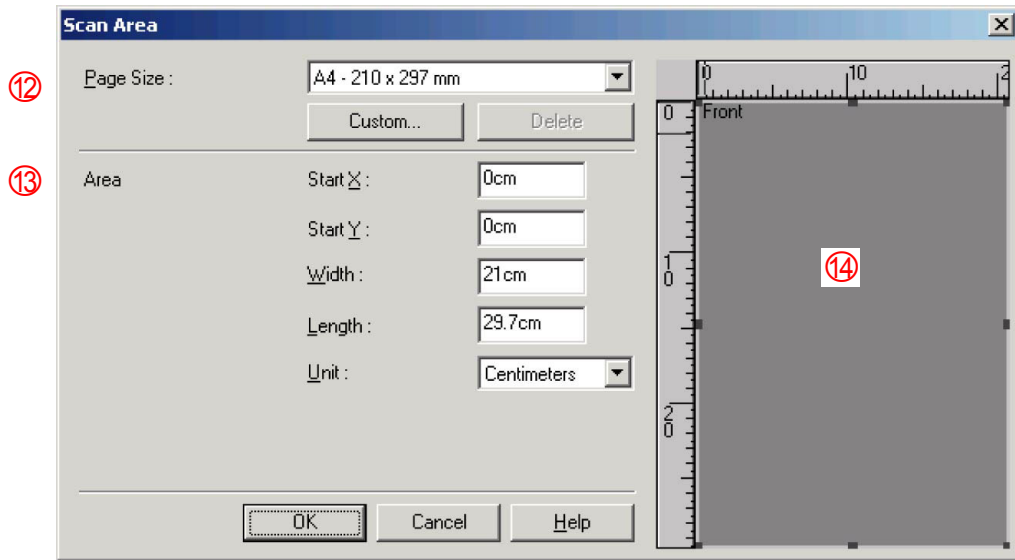 Scan Area
⑫ Page Size : A4 - 210 x 297 mm
Custom... Delete
⑬ Area Start X : 0cm
Start Y : 0cm
Width : 21cm
Length : 29.7cm
Unit : Centimeters
OK Cancel Help
0 10 2
0 Front
10
20
⑭